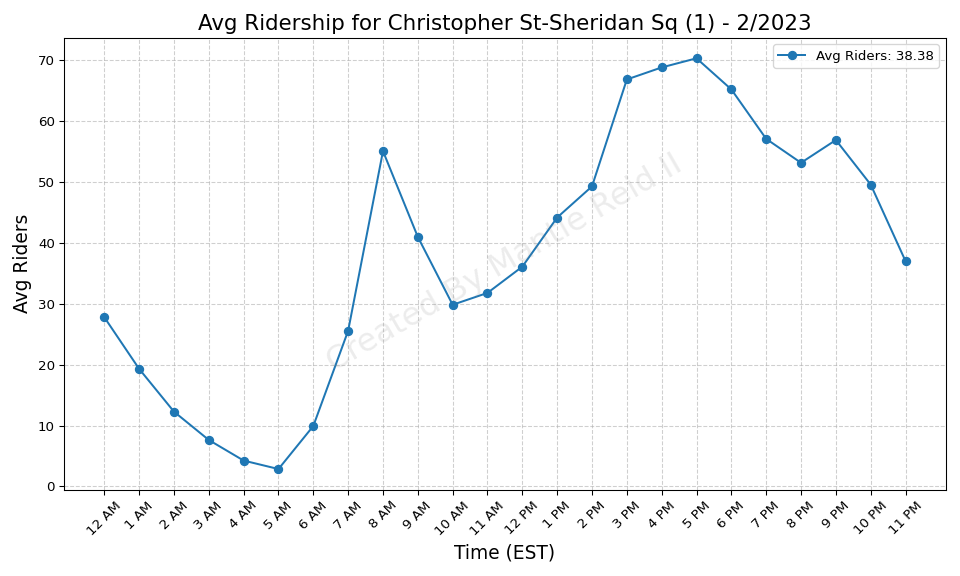 Avg Ridership for Christopher St-Sheridan Sq (1) - 2/2023
Avg Riders: 38.38
Avg Riders
70
60
50
40
30
20
10
0
Created By Mantie Reid II
12 AM
1 AM
2 AM
3 AM
4 AM
5 AM
6 AM
7 AM
8 AM
9 AM
10 AM
11 AM
12 PM
1 PM
2 PM
3 PM
4 PM
5 PM
6 PM
7 PM
8 PM
9 PM
10 PM
11 PM
Time (EST)